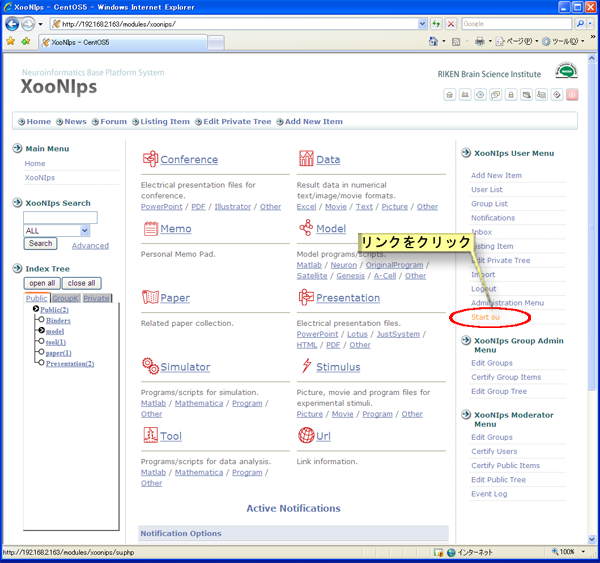 XooNIps - CentOS5 - Windows Internet Explorer
http://192.168.2.163/modules/xoonips/
Google
XooNIps - CentOS5
ページ(P)
ツール(O)
Neuroinformatics Base Platform System
XooNIps
RIKEN Brain Science Institute
Home
News
Forum
Listing Item
Edit Private Tree
Add New Item
Main Menu
Home
XooNIps
XooNIps Search
ALL
Search
Advanced
Index Tree
open all
close all
Public
GroupK
Private
Public(2)
Binders
model
tool(1)
paper(1)
Presentation(2)
Conference
Electrical presentation files for
conference.
PowerPoint / PDF / Illustrator / Other
Data
Result data in numerical
text/image/movie formats.
Excel / Movie / Text / Picture / Other
Memo
Personal Memo Pad.
Model
Model programs/scripts.
Matlab / Neuron / OriginalProgram /
Satellite / Genesis / A-Cell / Other
Paper
Related paper collection.
Presentation
Electrical presentation files.
PowerPoint / Lotus / JustSystem /
HTML / PDF / Other
Simulator
Programs/scripts for simulation.
Matlab / Mathematica / Program /
Other
Stimulus
Picture, movie and program files for
experimental stimuli.
Picture / Movie / Program / Other
Tool
Programs/scripts for data analysis.
Matlab / Mathematica / Program /
Other
Url
Link information.
Active Notifications
Notification Options
リンクをクリック
XooNIps User Menu
Add New Item
User List
Group List
Notifications
Inbox
Listing Item
Edit Private Tree
Import
Logout
Administration Menu
Start su
XooNIps Group Admin
Menu
Edit Groups
Certify Group Items
Edit Group Tree
XooNIps Moderator
Menu
Edit Groups
Certify Users
Certify Public Items
Edit Public Tree
Event Log
http://192.168.2.163/modules/xoonips/su.php
インターネット
100%